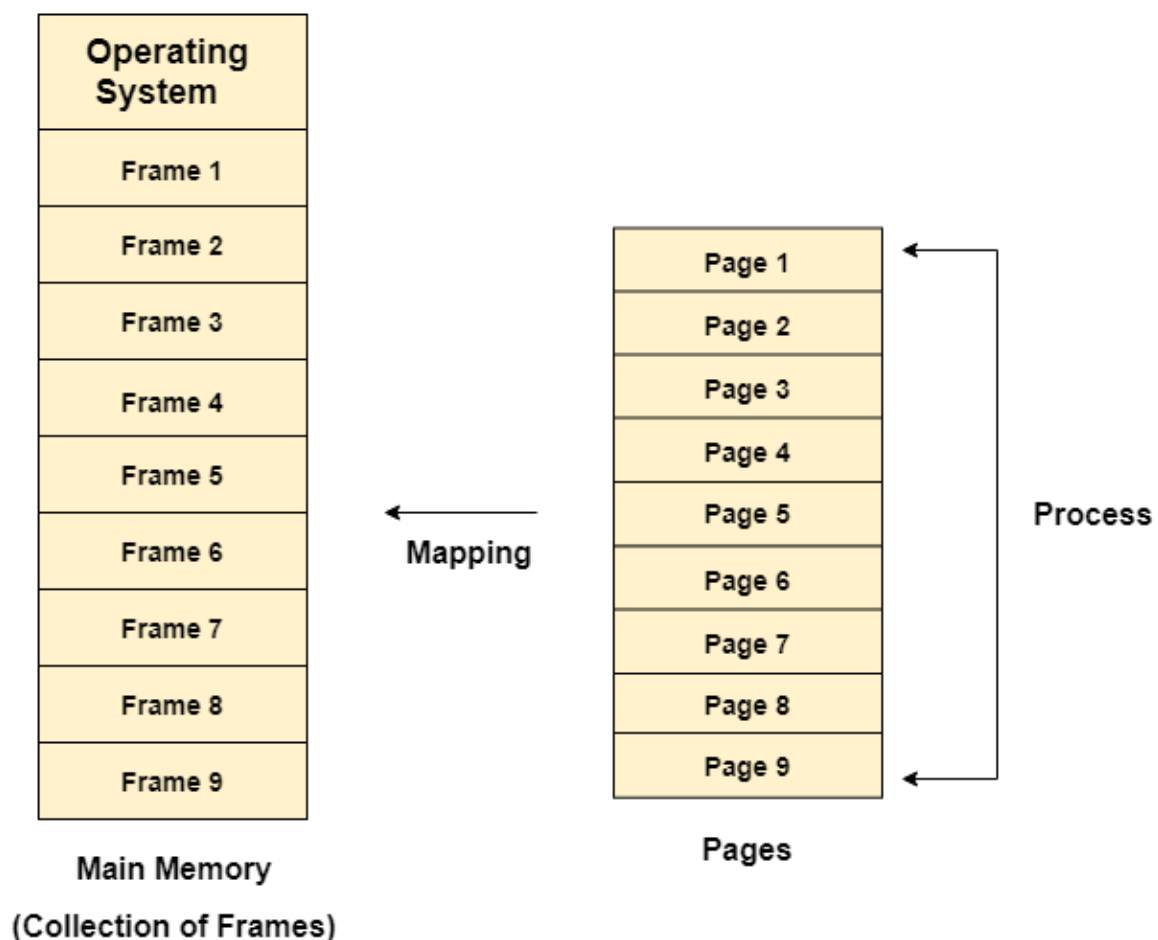 Operating
System
Frame 1
Frame 2
Frame 3
Frame 4
Frame 5
Frame 6
Frame 7
Frame 8
Frame 9
Main Memory
(Collection of Frames)
Mapping
Page 1
Page 2
Page 3
Page 4
Page 5
Page 6
Page 7
Page 8
Page 9
Pages
Process